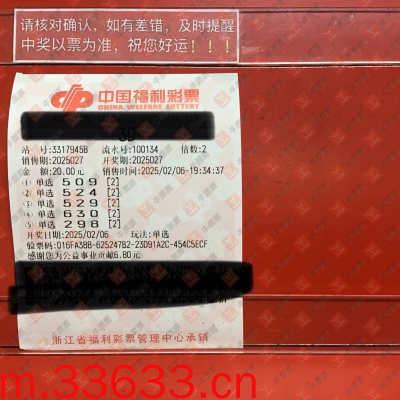 请核对确认，如有差错，及时提醒
中奖以票为准，祝您好运！！！
中国福利彩票
CHINA WELFARE LOTTERY
3D
站 号:3317945B 流水号:100134 倍数:2
销售期:2025027 开奖期:2025027
金 额:20.00元 销售时间:2025/02/06-19:34:37
① 单选 509 [2]
② 单选 524 [2]
③ 单选 529 [2]
④ 单选 630 [2]
⑤ 单选 298 [2]
开奖日期:2025/02/06 玩法:单选
验票码:016FA3BB-62524782-23D91A2C-454C5ECF
感谢您为公益事业贡献6.80元
浙江省福利彩票管理中心承销
m.33633.cn